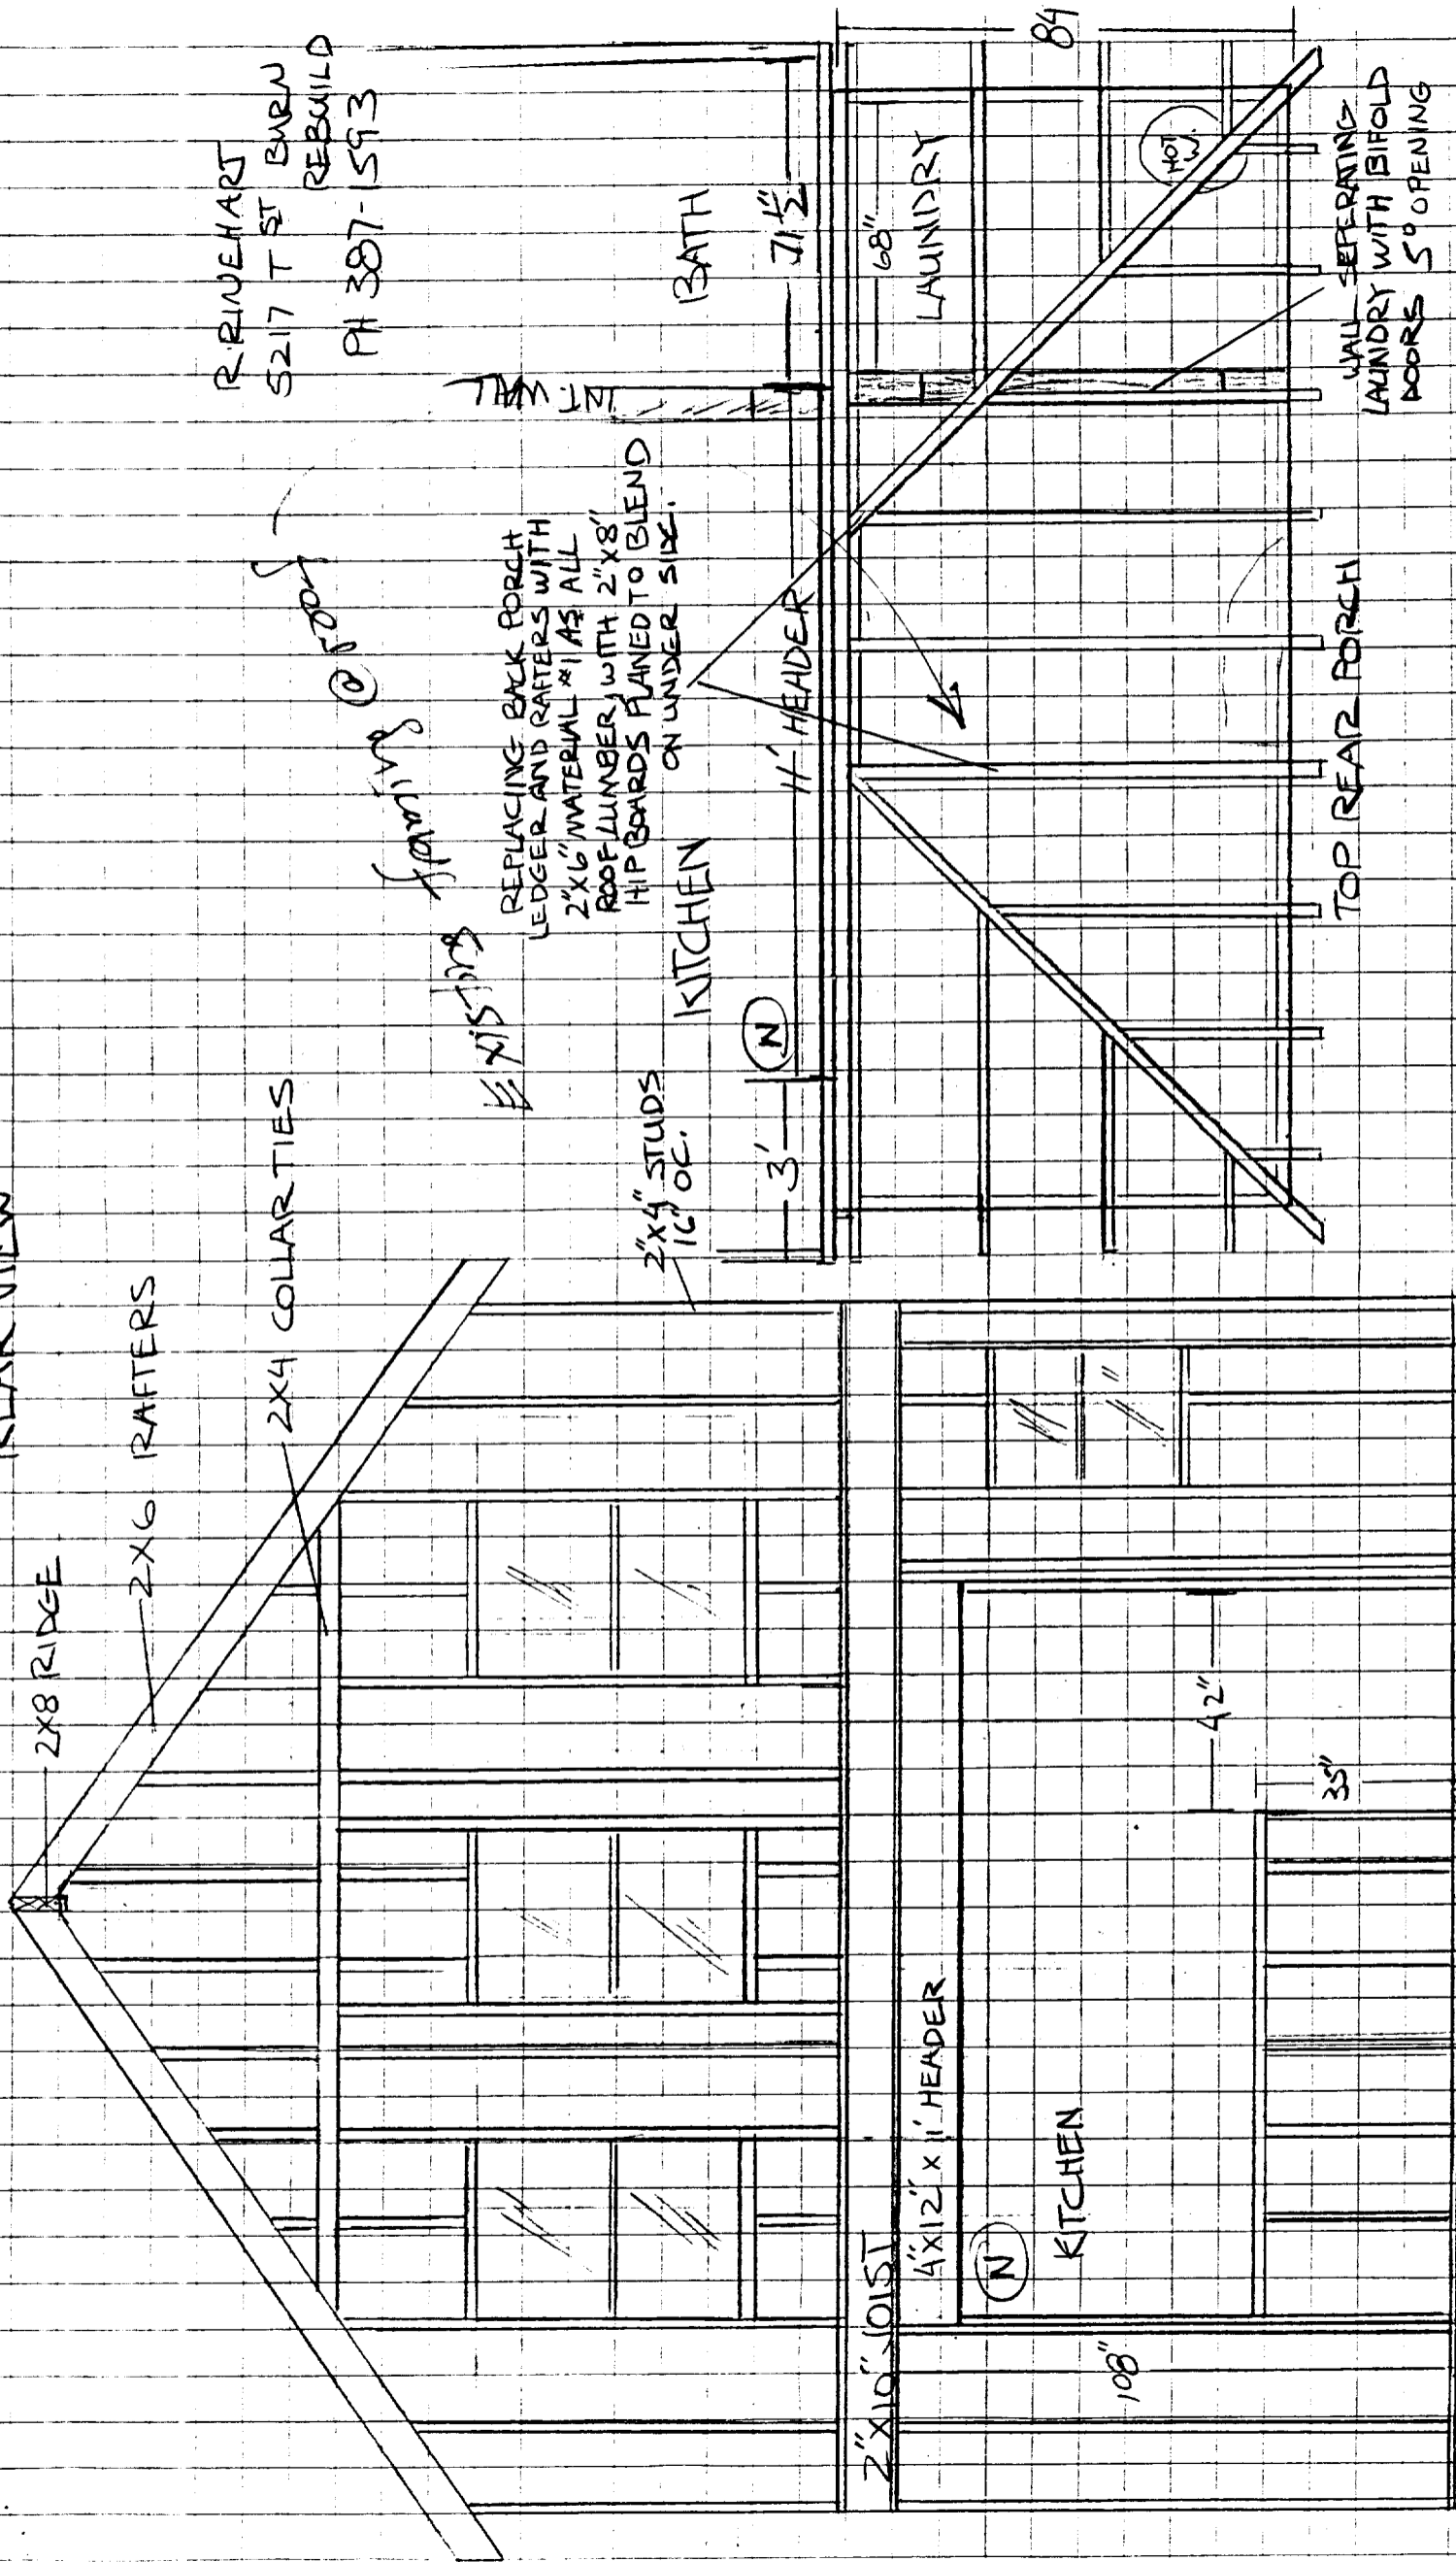 REAR VIEW
2X8 RIDGE
2X6 RAFTERS
2X4 COLLAR TIES
2"X4" STUDS
16" OC.
2"X10" JOIST
4"X12" X 11' HEADER
N
KITCHEN
108"
42"
35"
R. RINEHART
5217 T ST BURN
REBUILD
PH 387-1593
Existing framing @ roof
REPLACING BACK PORCH
LEDGER AND RAFTERS WITH
2"X6" MATERIAL #1 AS ALL
ROOF LUMBER, WITH 2"X8"
HIP BOARDS PLANED TO BLEND
ON UNDER SIDE.
INT. WALL
KITCHEN
BATH
N
3'
11' HEADER
71 1/2"
68"
LAUNDRY
HOT
W.
84
WALL SEPERATING
LAUNDRY WITH BIFOLD
DOORS 5° OPENING
TOP REAR PORCH